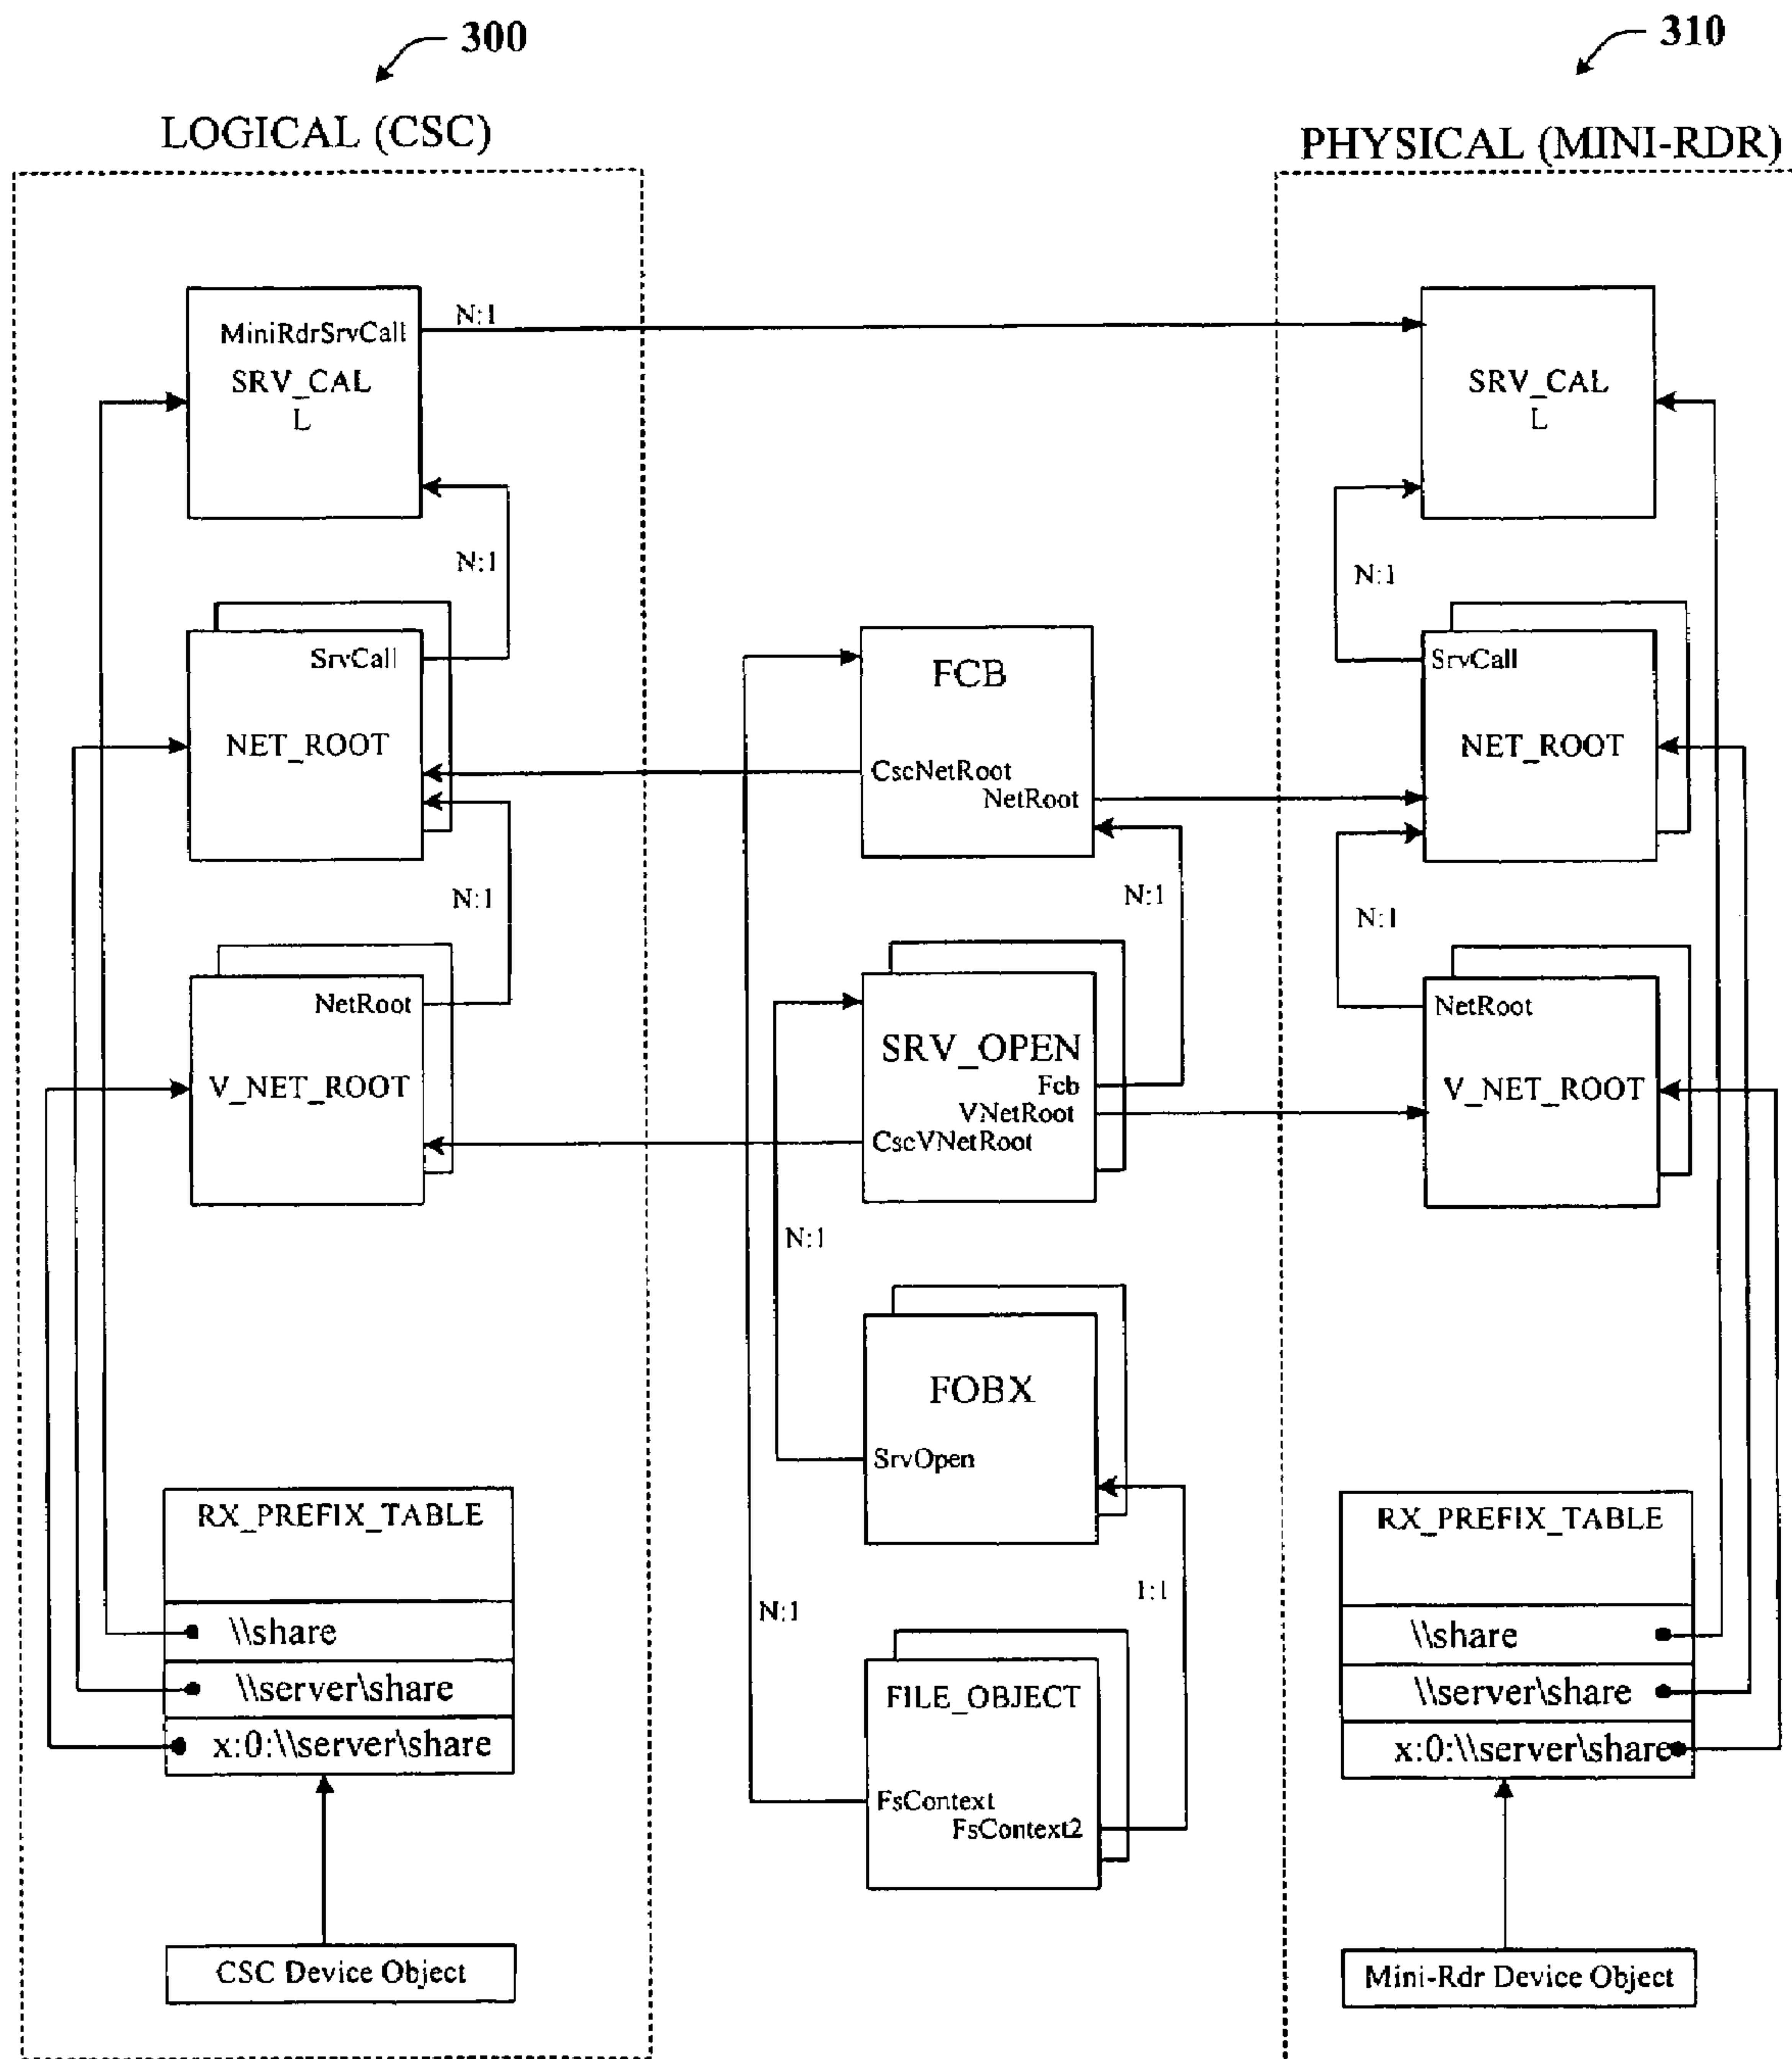 300
310
LOGICAL (CSC)
PHYSICAL (MINI-RDR)
MiniRdrSrvCall
SRV_CAL
L
N:1
SRV_CAL
L
N:1
N:1
SrvCall
NET_ROOT
FCB
CscNetRoot
NetRoot
SrvCall
NET_ROOT
N:1
N:1
N:1
NetRoot
V_NET_ROOT
SRV_OPEN
Fcb
VNetRoot
CscVNetRoot
NetRoot
V_NET_ROOT
N:1
FOBX
SrvOpen
RX_PREFIX_TABLE
\\share
\\server\share
x:0:\\server\share
N:1
1:1
FILE_OBJECT
FsContext
FsContext2
RX_PREFIX_TABLE
\\share
\\server\share
x:0:\\server\share
CSC Device Object
Mini-Rdr Device Object